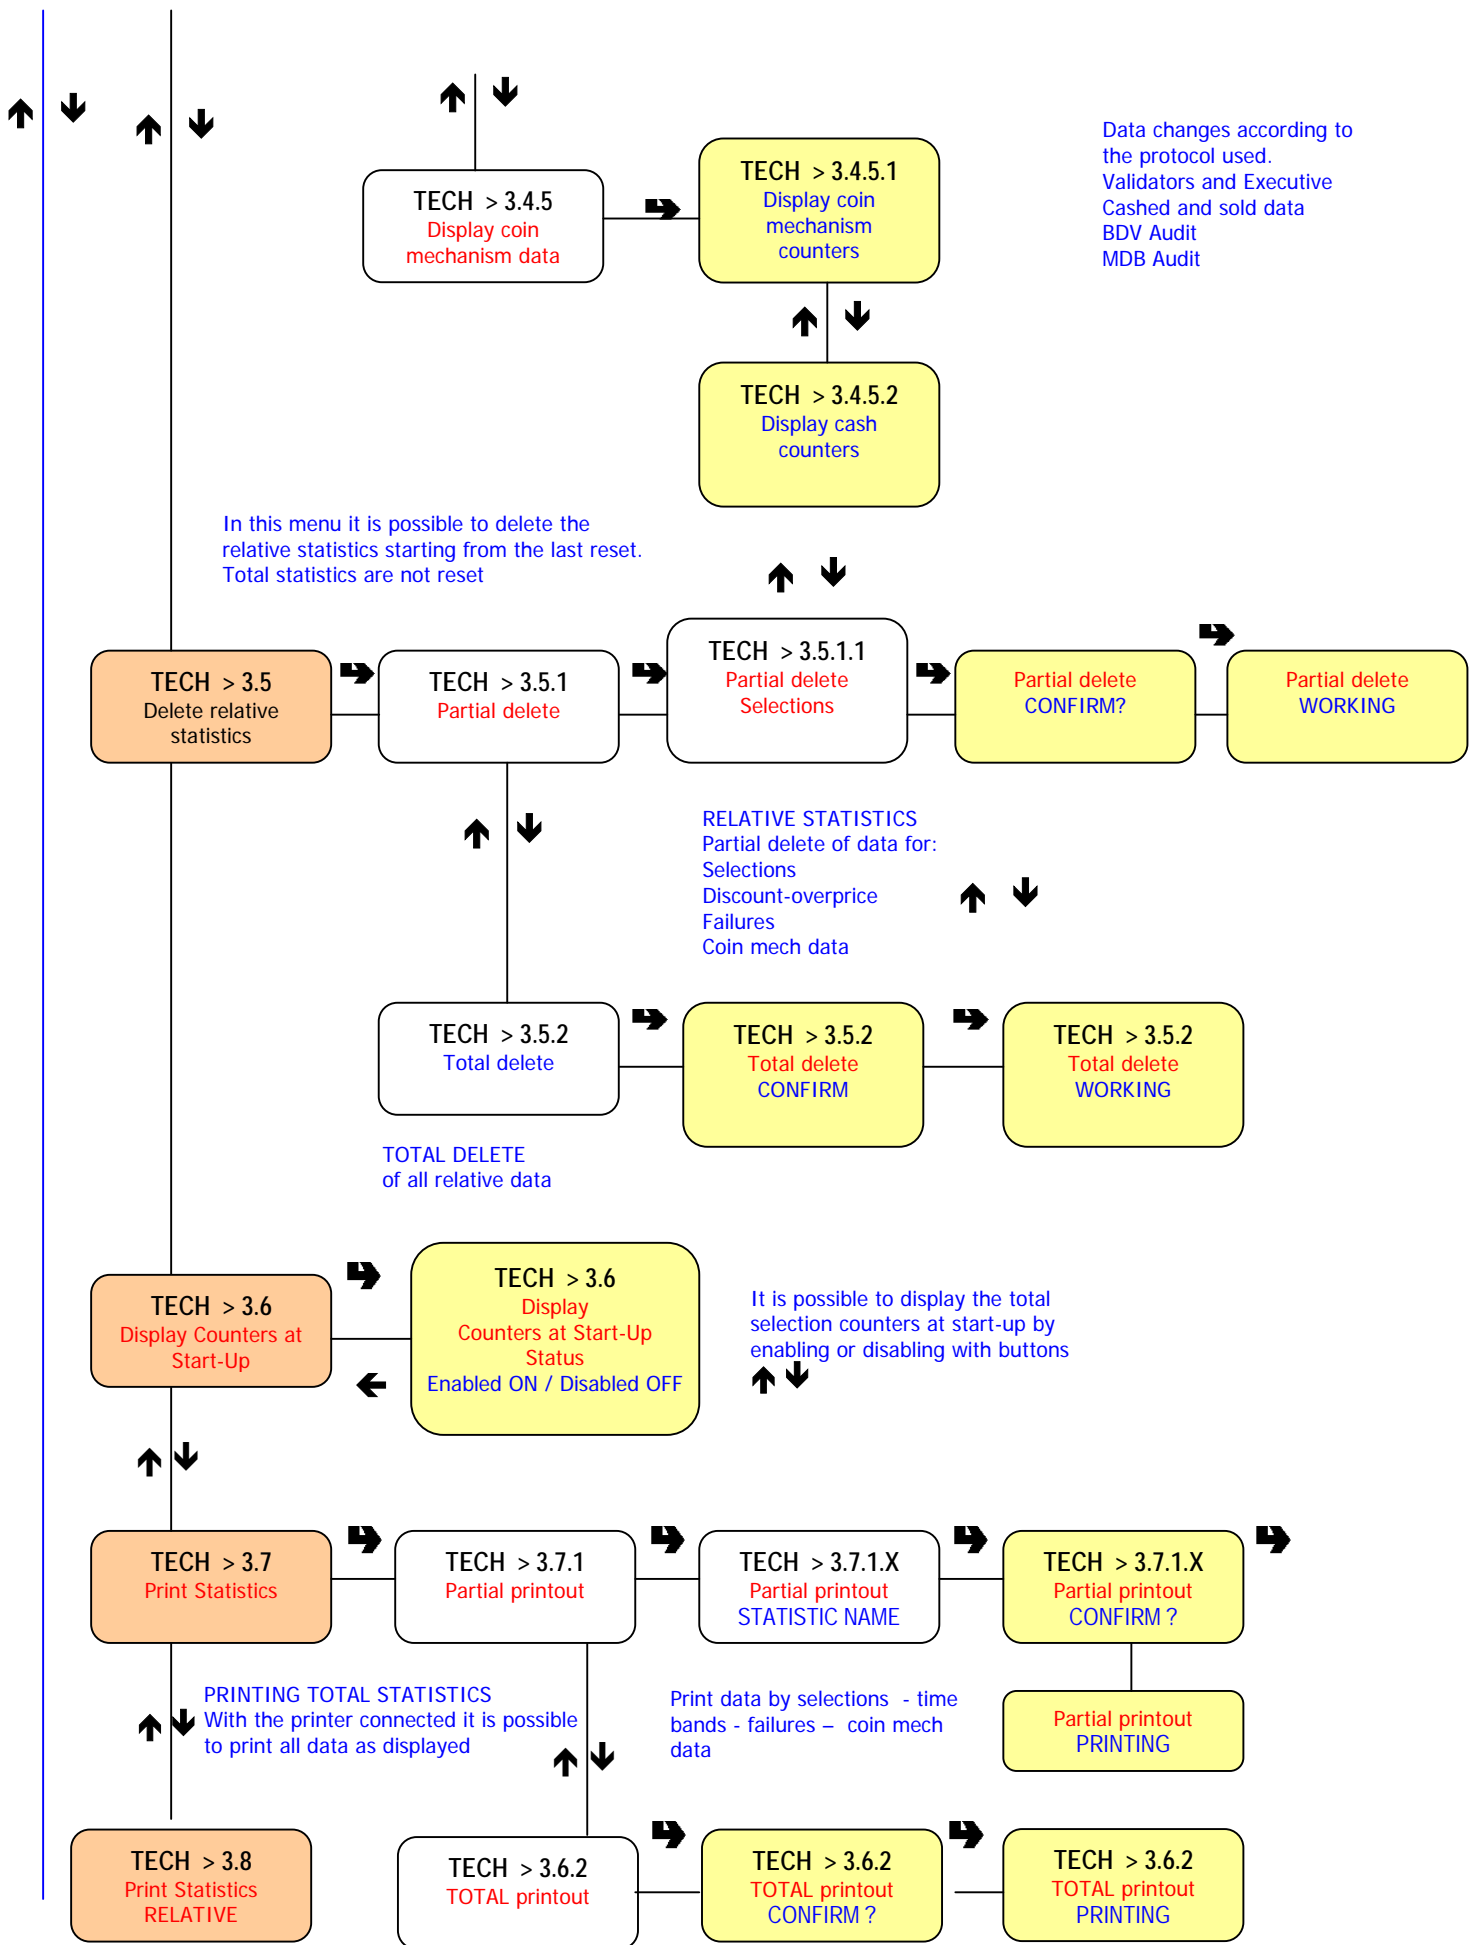 Data changes according to
the protocol used.
Validators and Executive
Cashed and sold data
BDV Audit
MDB Audit
TECH > 3.4.5
Display coin
mechanism data
TECH > 3.4.5.1
Display coin
mechanism
counters
TECH > 3.4.5.2
Display cash
counters
In this menu it is possible to delete the
relative statistics starting from the last reset.
Total statistics are not reset
TECH > 3.5
Delete relative
statistics
TECH > 3.5.1
Partial delete
TECH > 3.5.1.1
Partial delete
Selections
Partial delete
CONFIRM?
Partial delete
WORKING
RELATIVE STATISTICS
Partial delete of data for:
Selections
Discount-overprice
Failures
Coin mech data
TECH > 3.5.2
Total delete
TECH > 3.5.2
Total delete
CONFIRM
TECH > 3.5.2
Total delete
WORKING
TOTAL DELETE
of all relative data
TECH > 3.6
Display Counters at
Start-Up
TECH > 3.6
Display
Counters at Start-Up
Status
Enabled ON / Disabled OFF
It is possible to display the total
selection counters at start-up by
enabling or disabling with buttons
TECH > 3.7
Print Statistics
TECH > 3.7.1
Partial printout
TECH > 3.7.1.X
Partial printout
STATISTIC NAME
TECH > 3.7.1.X
Partial printout
CONFIRM ?
PRINTING TOTAL STATISTICS
With the printer connected it is possible
to print all data as displayed
Print data by selections - time
bands - failures – coin mech
data
Partial printout
PRINTING
TECH > 3.8
Print Statistics
RELATIVE
TECH > 3.6.2
TOTAL printout
TECH > 3.6.2
TOTAL printout
CONFIRM ?
TECH > 3.6.2
TOTAL printout
PRINTING